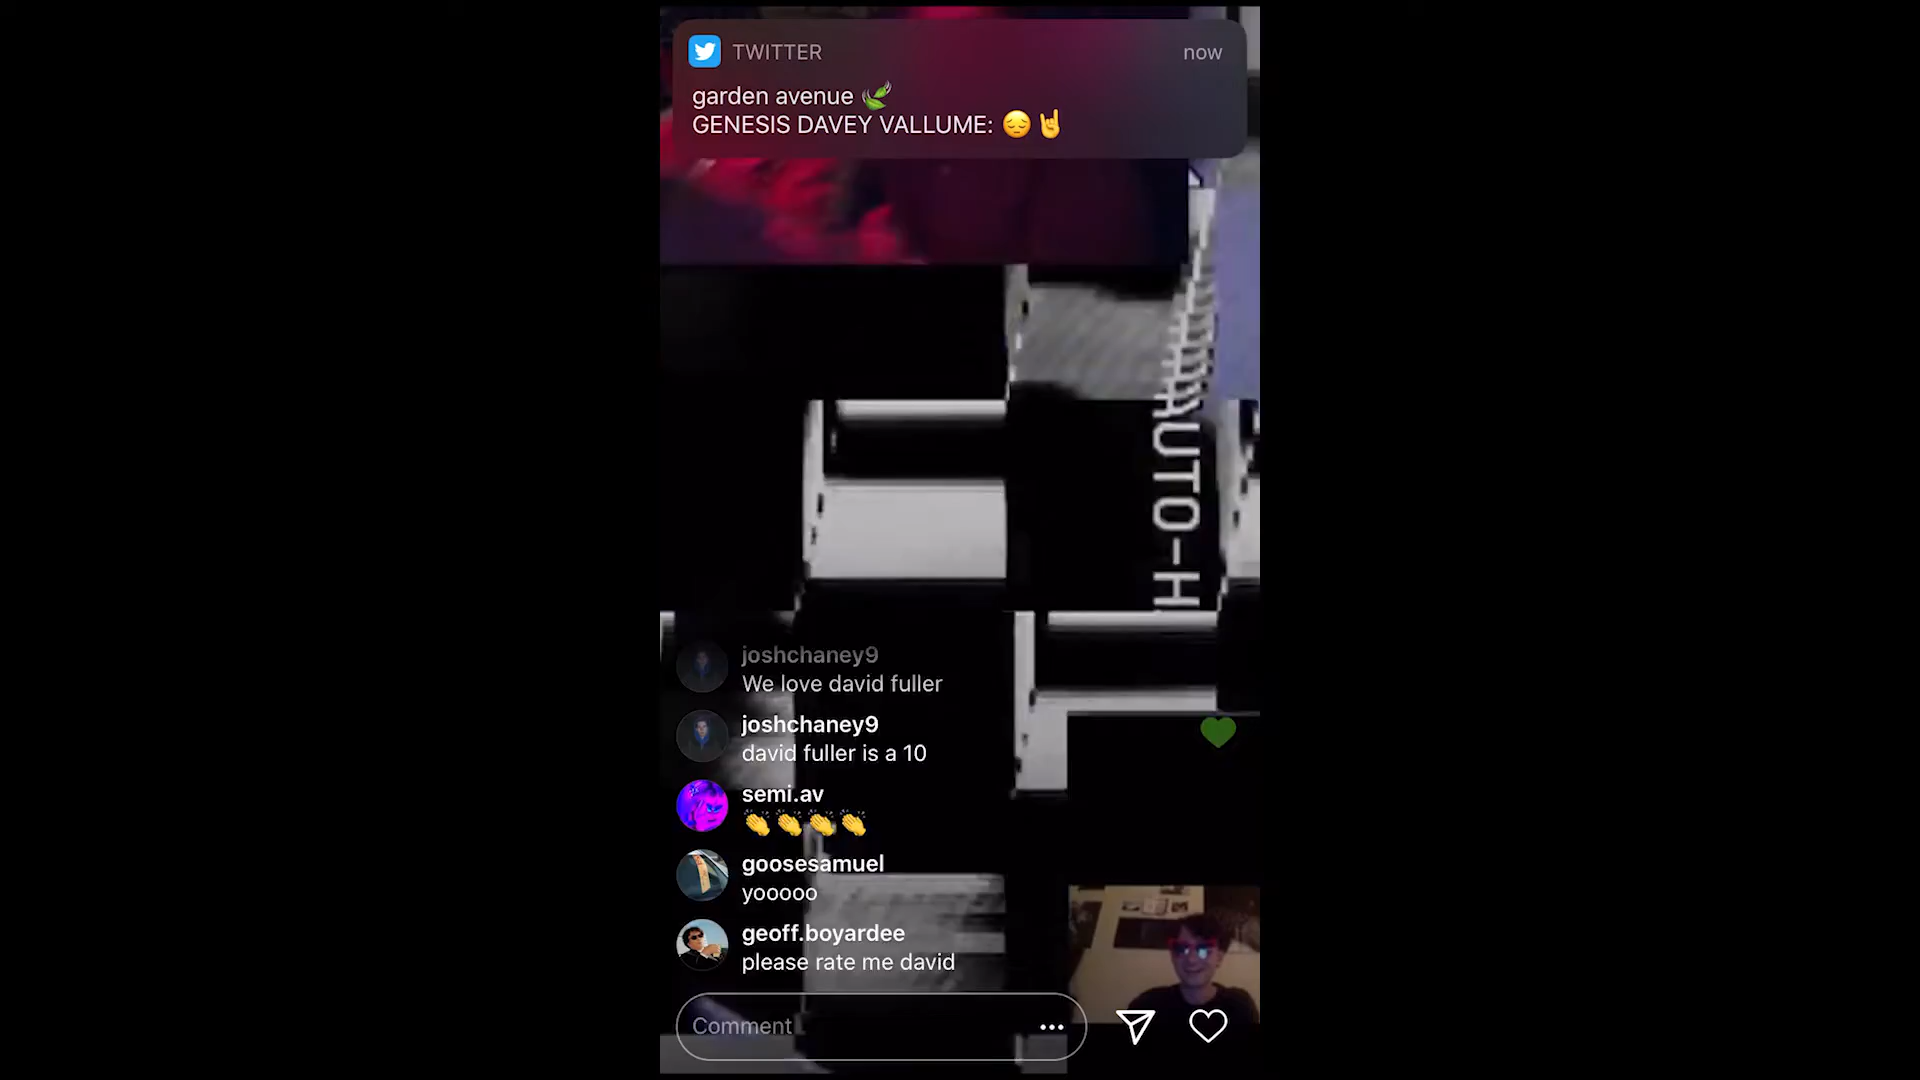 TWITTER
now
garden avenue 🌿
GENESIS DAVEY VALLUME: 😔🤘
AUTO-H
joshchaney9
We love david fuller
joshchaney9
david fuller is a 10
semi.av
👏👏👏👏
goosesamuel
yooooo
geoff.boyardee
please rate me david
Comment